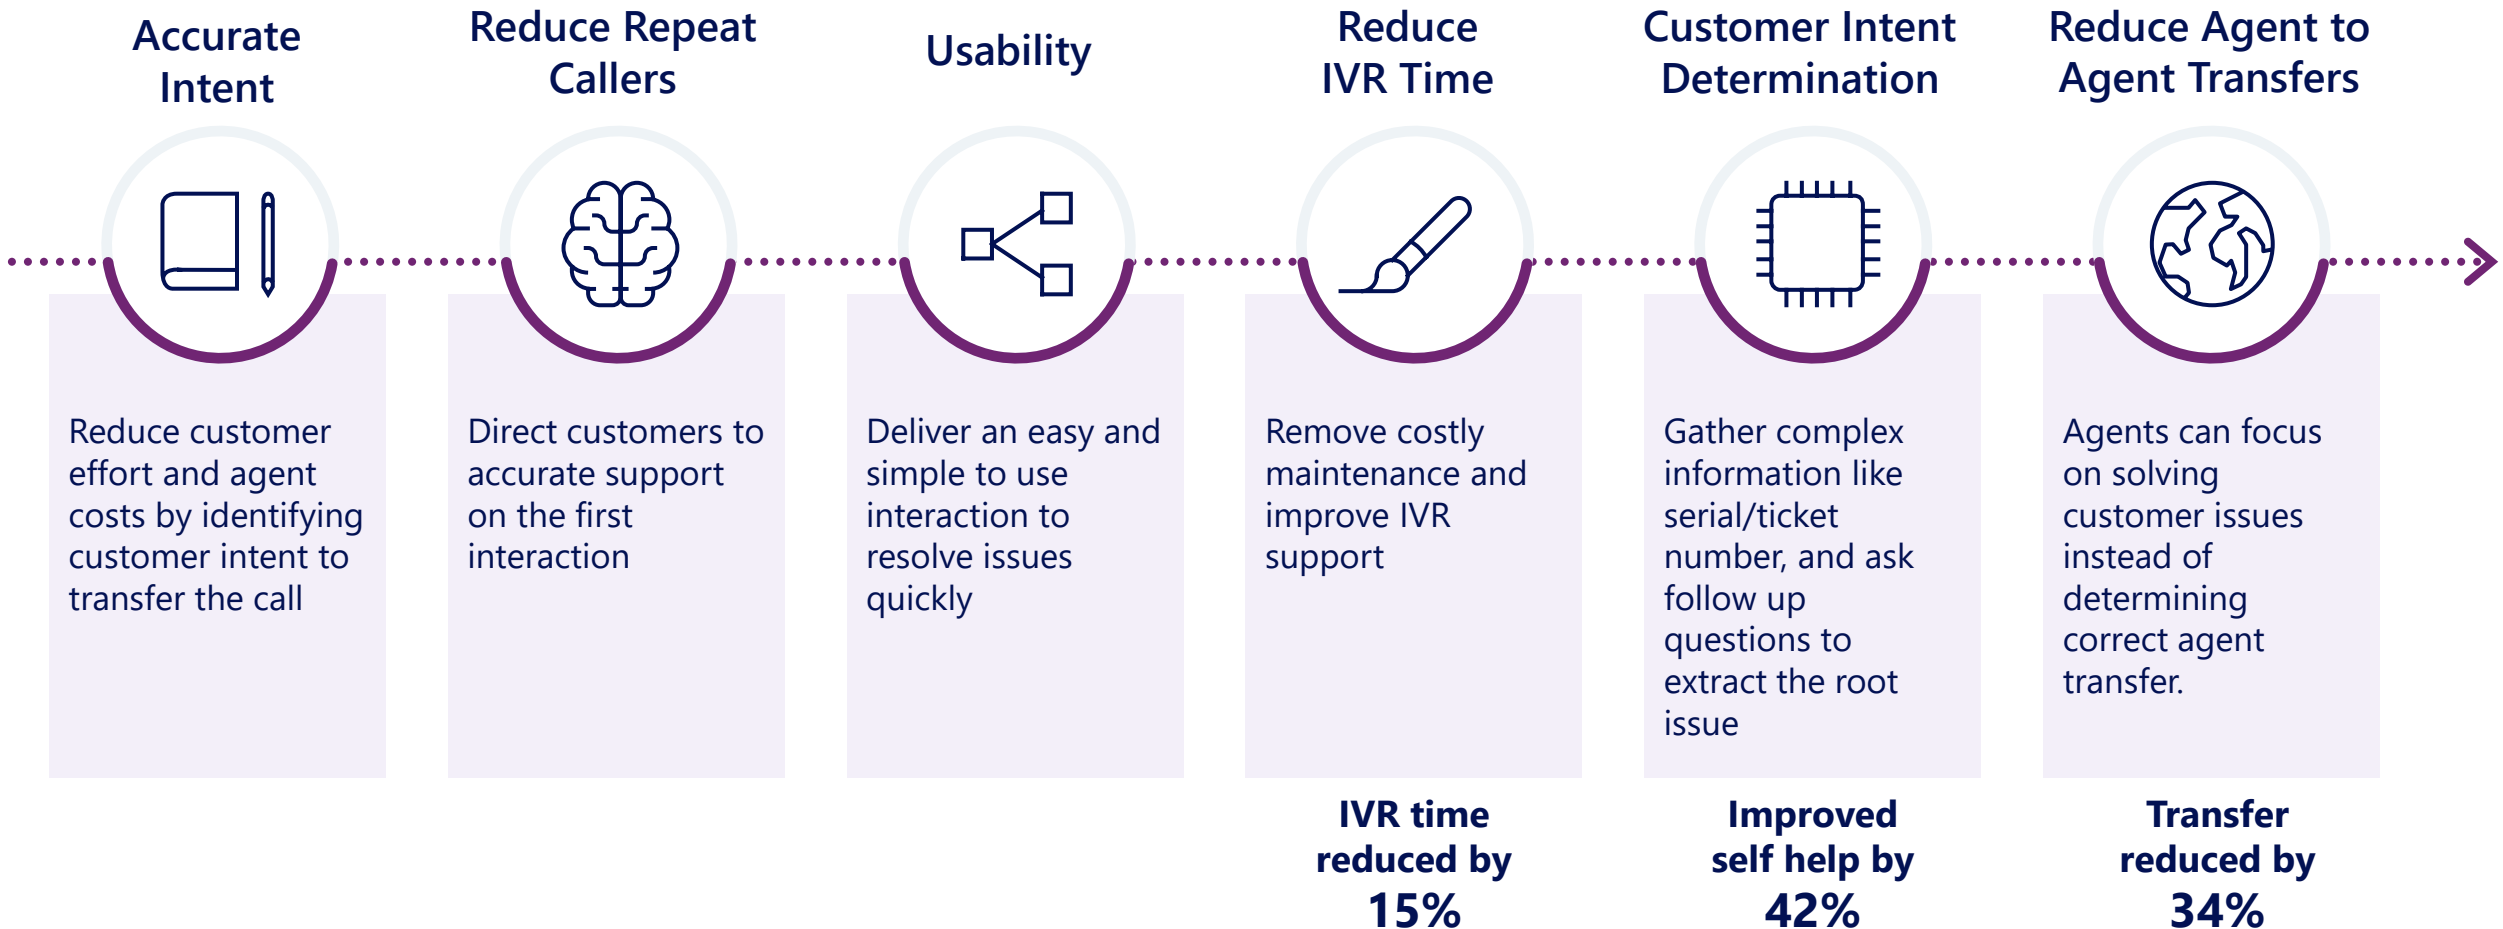 Accurate
Intent
Reduce customer
effort and agent
costs by identifying
customer intent to
transfer the call
Reduce Repeat
Callers
Direct customers to
accurate support
on the first
interaction
Usability
Deliver an easy and
simple to use
interaction to
resolve issues
quickly
Reduce
IVR Time
Remove costly
maintenance and
improve IVR
support
IVR time
reduced by
15%
Customer Intent
Determination
Gather complex
information like
serial/ticket
number, and ask
follow up
questions to
extract the root
issue
Improved
self help by
42%
Reduce Agent to
Agent Transfers
Agents can focus
on solving
customer issues
instead of
determining
correct agent
transfer.
Transfer
reduced by
34%